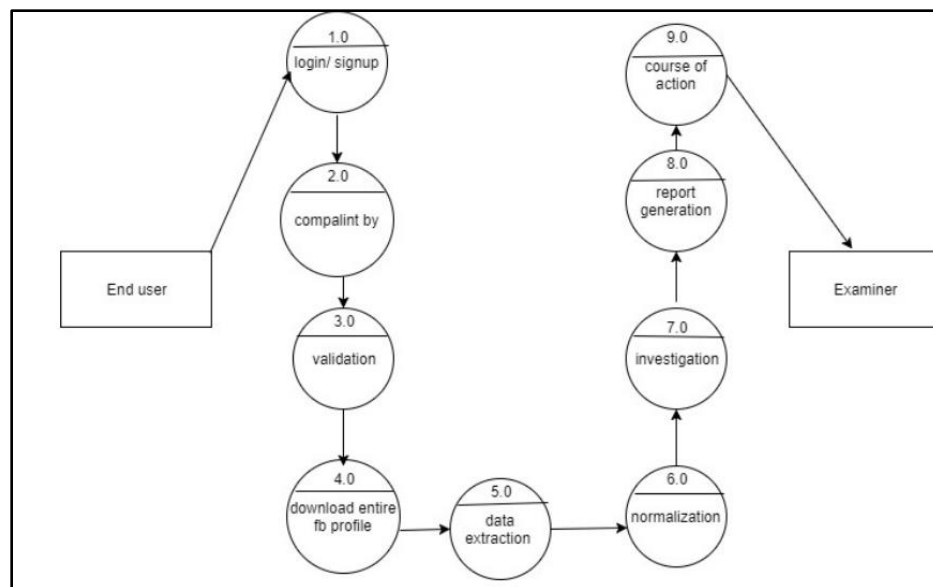 1.0
login/ signup
2.0
compalint by
End user
3.0
validation
4.0
download entire
fb profile
5.0
data
extraction
6.0
normalization
7.0
investigation
8.0
report
generation
9.0
course of
action
Examiner